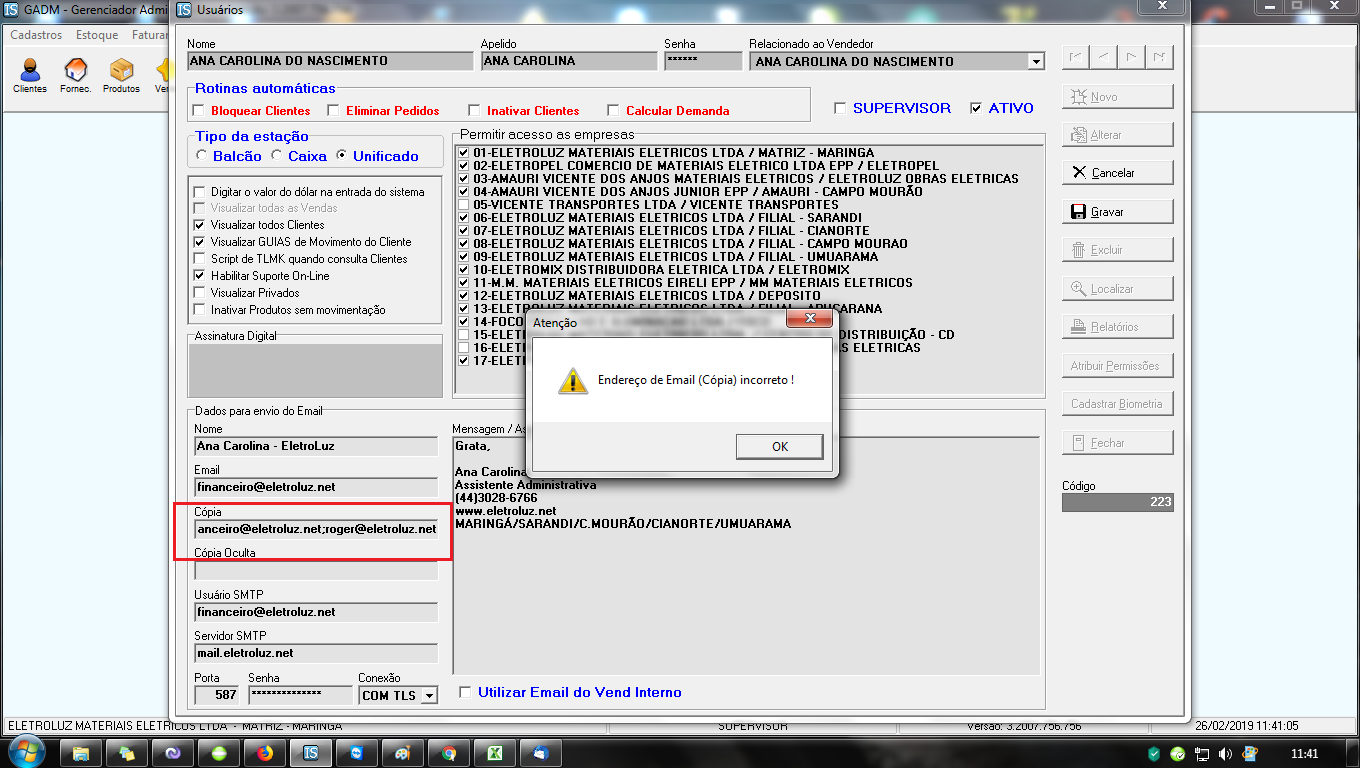 GADM - Gerenciador Admi
Usuários
Cadastros Estoque Faturar
Clientes Fornec. Produtos Ver
Nome Apelido Senha Relacionado ao Vendedor
ANA CAROLINA DO NASCIMENTO ANA CAROLINA ****** ANA CAROLINA DO NASCIMENTO
Rotinas automáticas
Bloquear Clientes Eliminar Pedidos Inativar Clientes Calcular Demanda
SUPERVISOR ATIVO
Tipo da estação
Balcão Caixa Unificado
Digitar o valor do dólar na entrada do sistema
Visualizar todas as Vendas
Visualizar todos Clientes
Visualizar GUIAS de Movimento do Cliente
Script de TLMK quando consulta Clientes
Habilitar Suporte On-Line
Visualizar Privados
Inativar Produtos sem movimentação
Permitir acesso as empresas
01-ELETROLUZ MATERIAIS ELETRICOS LTDA / MATRIZ - MARINGA
02-ELETROPEL COMERCIO DE MATERIAIS ELETRICO LTDA EPP / ELETROPEL
03-AMAURI VICENTE DOS ANJOS MATERIAIS ELETRICOS / ELETROLUZ OBRAS ELETRICAS
04-AMAURI VICENTE DOS ANJOS JUNIOR EPP / AMAURI - CAMPO MOURÃO
05-VICENTE TRANSPORTES LTDA / VICENTE TRANSPORTES
06-ELETROLUZ MATERIAIS ELETRICOS LTDA / FILIAL - SARANDI
07-ELETROLUZ MATERIAIS ELETRICOS LTDA / FILIAL - CIANORTE
08-ELETROLUZ MATERIAIS ELETRICOS LTDA / FILIAL - CAMPO MOURAO
09-ELETROLUZ MATERIAIS ELETRICOS LTDA / FILIAL - UMUARAMA
10-ELETROMIX DISTRIBUIDORA ELETRICA LTDA / ELETROMIX
11-M.M. MATERIAIS ELETRICOS EIRELI EPP / MM MATERIAIS ELETRICOS
12-ELETROLUZ MATERIAIS ELETRICOS LTDA / DEPOSITO
13-ELETROLUZ MATERIAIS ELETRICOS LTDA / FILIAL - APUCARANA
14-FOCO
15-ELET DISTRIBUIÇÃO - CD
16-ELET AS ELETRICAS
17-ELET
Novo
Alterar
Cancelar
Gravar
Excluir
Localizar
Relatórios
Atribuir Permissões
Cadastrar Biometria
Fechar
Código
223
Atenção
Endereço de Email (Cópia) incorreto !
OK
Assinatura Digital
Dados para envio do Email
Nome
Ana Carolina - EletroLuz
Email
financeiro@eletroluz.net
Cópia
anceiro@eletroluz.net;roger@eletroluz.net
Cópia Oculta
Usuário SMTP
financeiro@eletroluz.net
Servidor SMTP
mail.eletroluz.net
Porta Senha Conexão
587 ************** COM TLS
Mensagem / As
Grata,
Ana Carolina
Assistente Administrativa
(44)3028-6766
www.eletroluz.net
MARINGÁ/SARANDI/C.MOURÃO/CIANORTE/UMUARAMA
Utilizar Email do Vend Interno
ELETROLUZ MATERIAIS ELETRICOS LTDA - MATRIZ - MARINGA SUPERVISOR Versão: 3.2007.756.756 26/02/2019 11:41:05
11:41